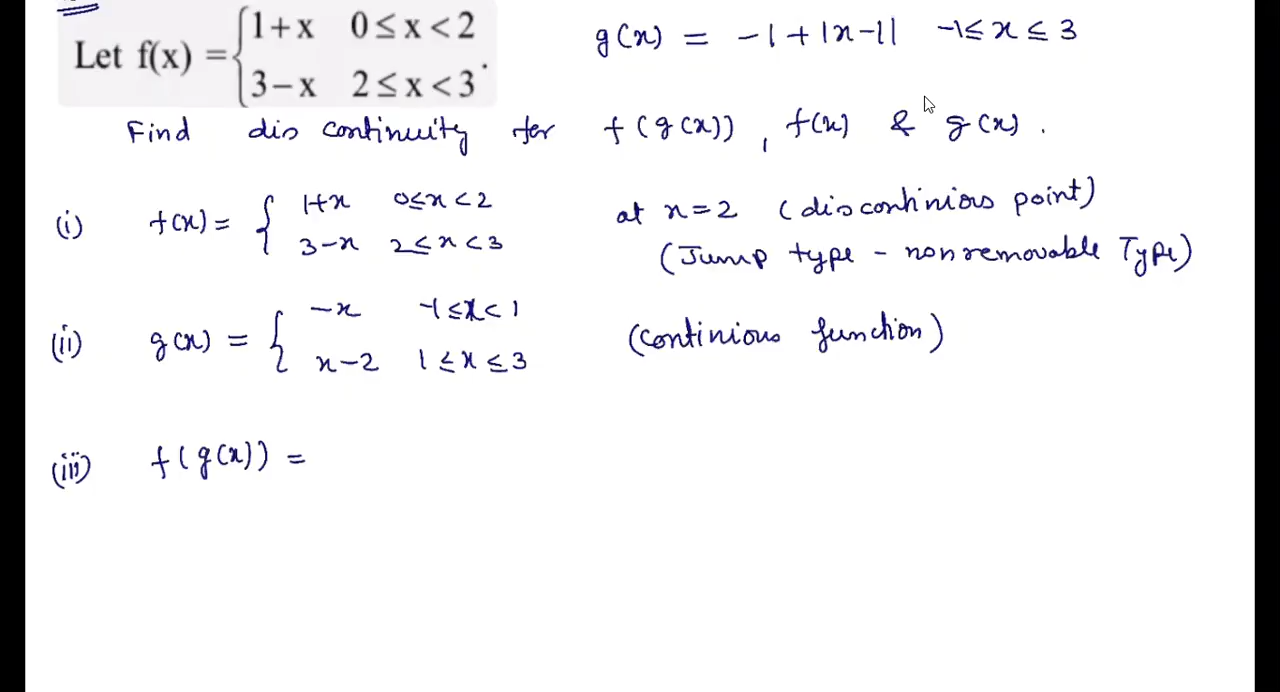 Let f(x) = { 1+x 0≤x<2
3−x 2≤x<3 .
g(x) = -1 + |x-1| -1≤ x ≤ 3
Find dis continuity for f(g(x)) , f(x) & g(x) .
(i) f(x) = { 1+x 0≤x<2
3-x 2≤x<3
at x=2 (discontinious point)
(Jump type - nonremovable Type)
(ii) g(x) = { -x -1≤x<1
x-2 1≤x≤3
(continious function)
(iii) f(g(x)) =